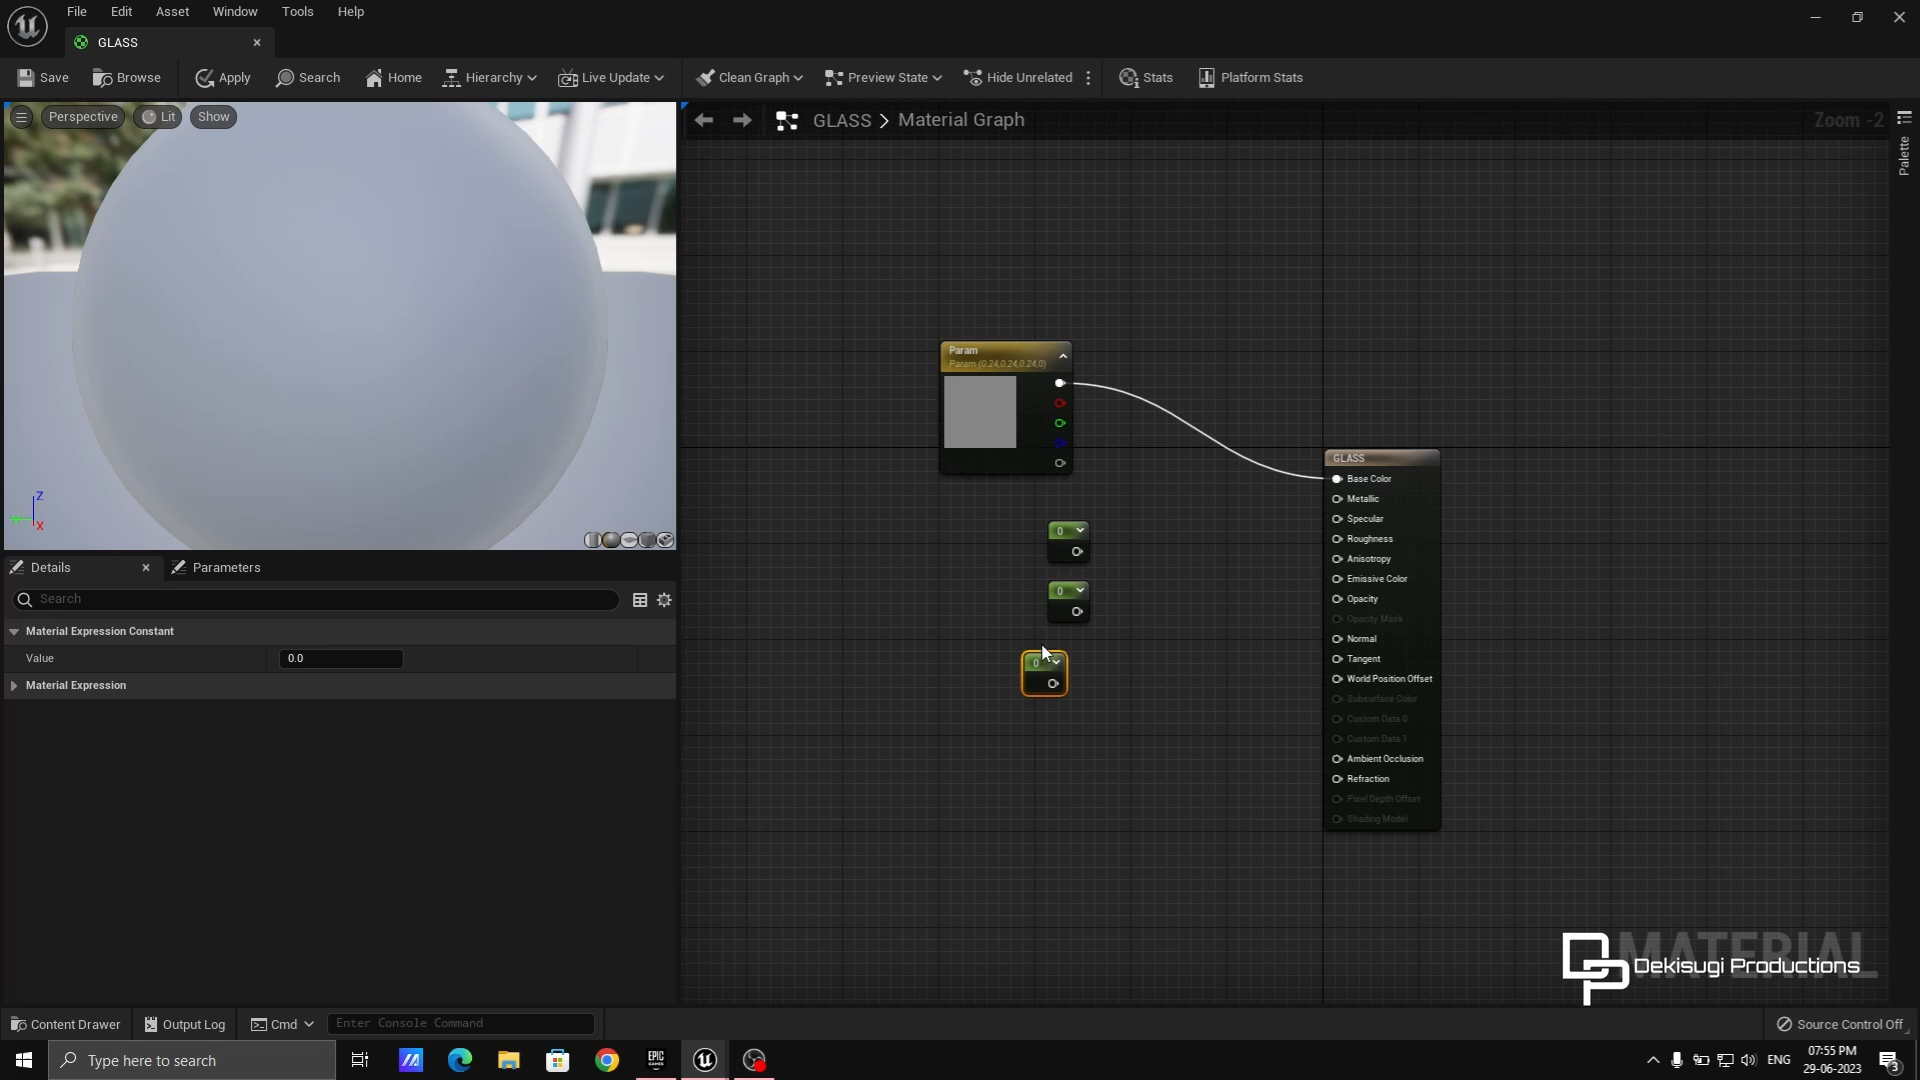 File Edit Asset Window Tools Help
GLASS
Save Browse Apply Search Home Hierarchy Live Update Clean Graph Preview State Hide Unrelated Stats Platform Stats
Perspective Lit Show
GLASS > Material Graph
Zoom -2
Palette
Param
Param (0.24,0.24,0.24,0)
GLASS
Base Color
Metallic
Specular
Roughness
Anisotropy
Emissive Color
Opacity
Opacity Mask
Normal
Tangent
World Position Offset
Subsurface Color
Custom Data 0
Custom Data 1
Ambient Occlusion
Refraction
Pixel Depth Offset
Shading Model
0
0
0
Z
X
Details Parameters
Search
Material Expression Constant
Value 0.0
Material Expression
MATERIAL
Dekisugi Productions
Content Drawer Output Log Cmd Enter Console Command Source Control Off
Type here to search
EPIC GAMES
ENG
07:55 PM
29-06-2023
3